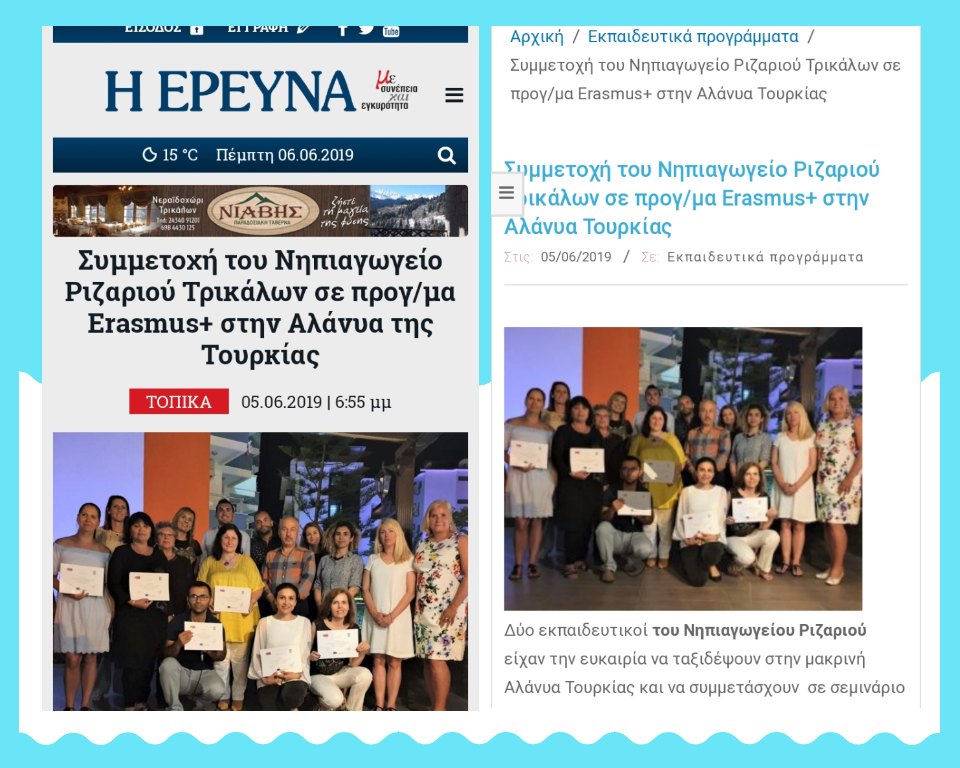 ΕΙΣΟΔΟΣ ΕΓΓΡΑΦΗ You Tube
Η ΕΡΕΥΝΑ με συνέπεια και εγκυρότητα
15 °C Πέμπτη 06.06.2019
Νεραϊδοχώρι Τρικάλων
Τηλ: 24340 91201
698 4430 125
ΝΙΑΒΗΣ
ΠΑΡΑΔΟΣΙΑΚΗ ΤΑΒΕΡΝΑ
ζήστε τη μαγεία της φύσης
Συμμετοχή του Νηπιαγωγείο
Ριζαριού Τρικάλων σε προγ/μα
Erasmus+ στην Αλάνυα της
Τουρκίας
ΤΟΠΙΚΑ 05.06.2019 | 6:55 μμ
Αρχική / Εκπαιδευτικά προγράμματα /
Συμμετοχή του Νηπιαγωγείο Ριζαριού Τρικάλων σε
προγ/μα Erasmus+ στην Αλάνυα Τουρκίας
Συμμετοχή του Νηπιαγωγείο Ριζαριού
Τρικάλων σε προγ/μα Erasmus+ στην
Αλάνυα Τουρκίας
Στις: 05/06/2019 / Σε: Εκπαιδευτικά προγράμματα
Δύο εκπαιδευτικοί του Νηπιαγωγείου Ριζαριού
είχαν την ευκαιρία να ταξιδέψουν στην μακρινή
Αλάνυα Τουρκίας και να συμμετάσχουν σε σεμινάριο